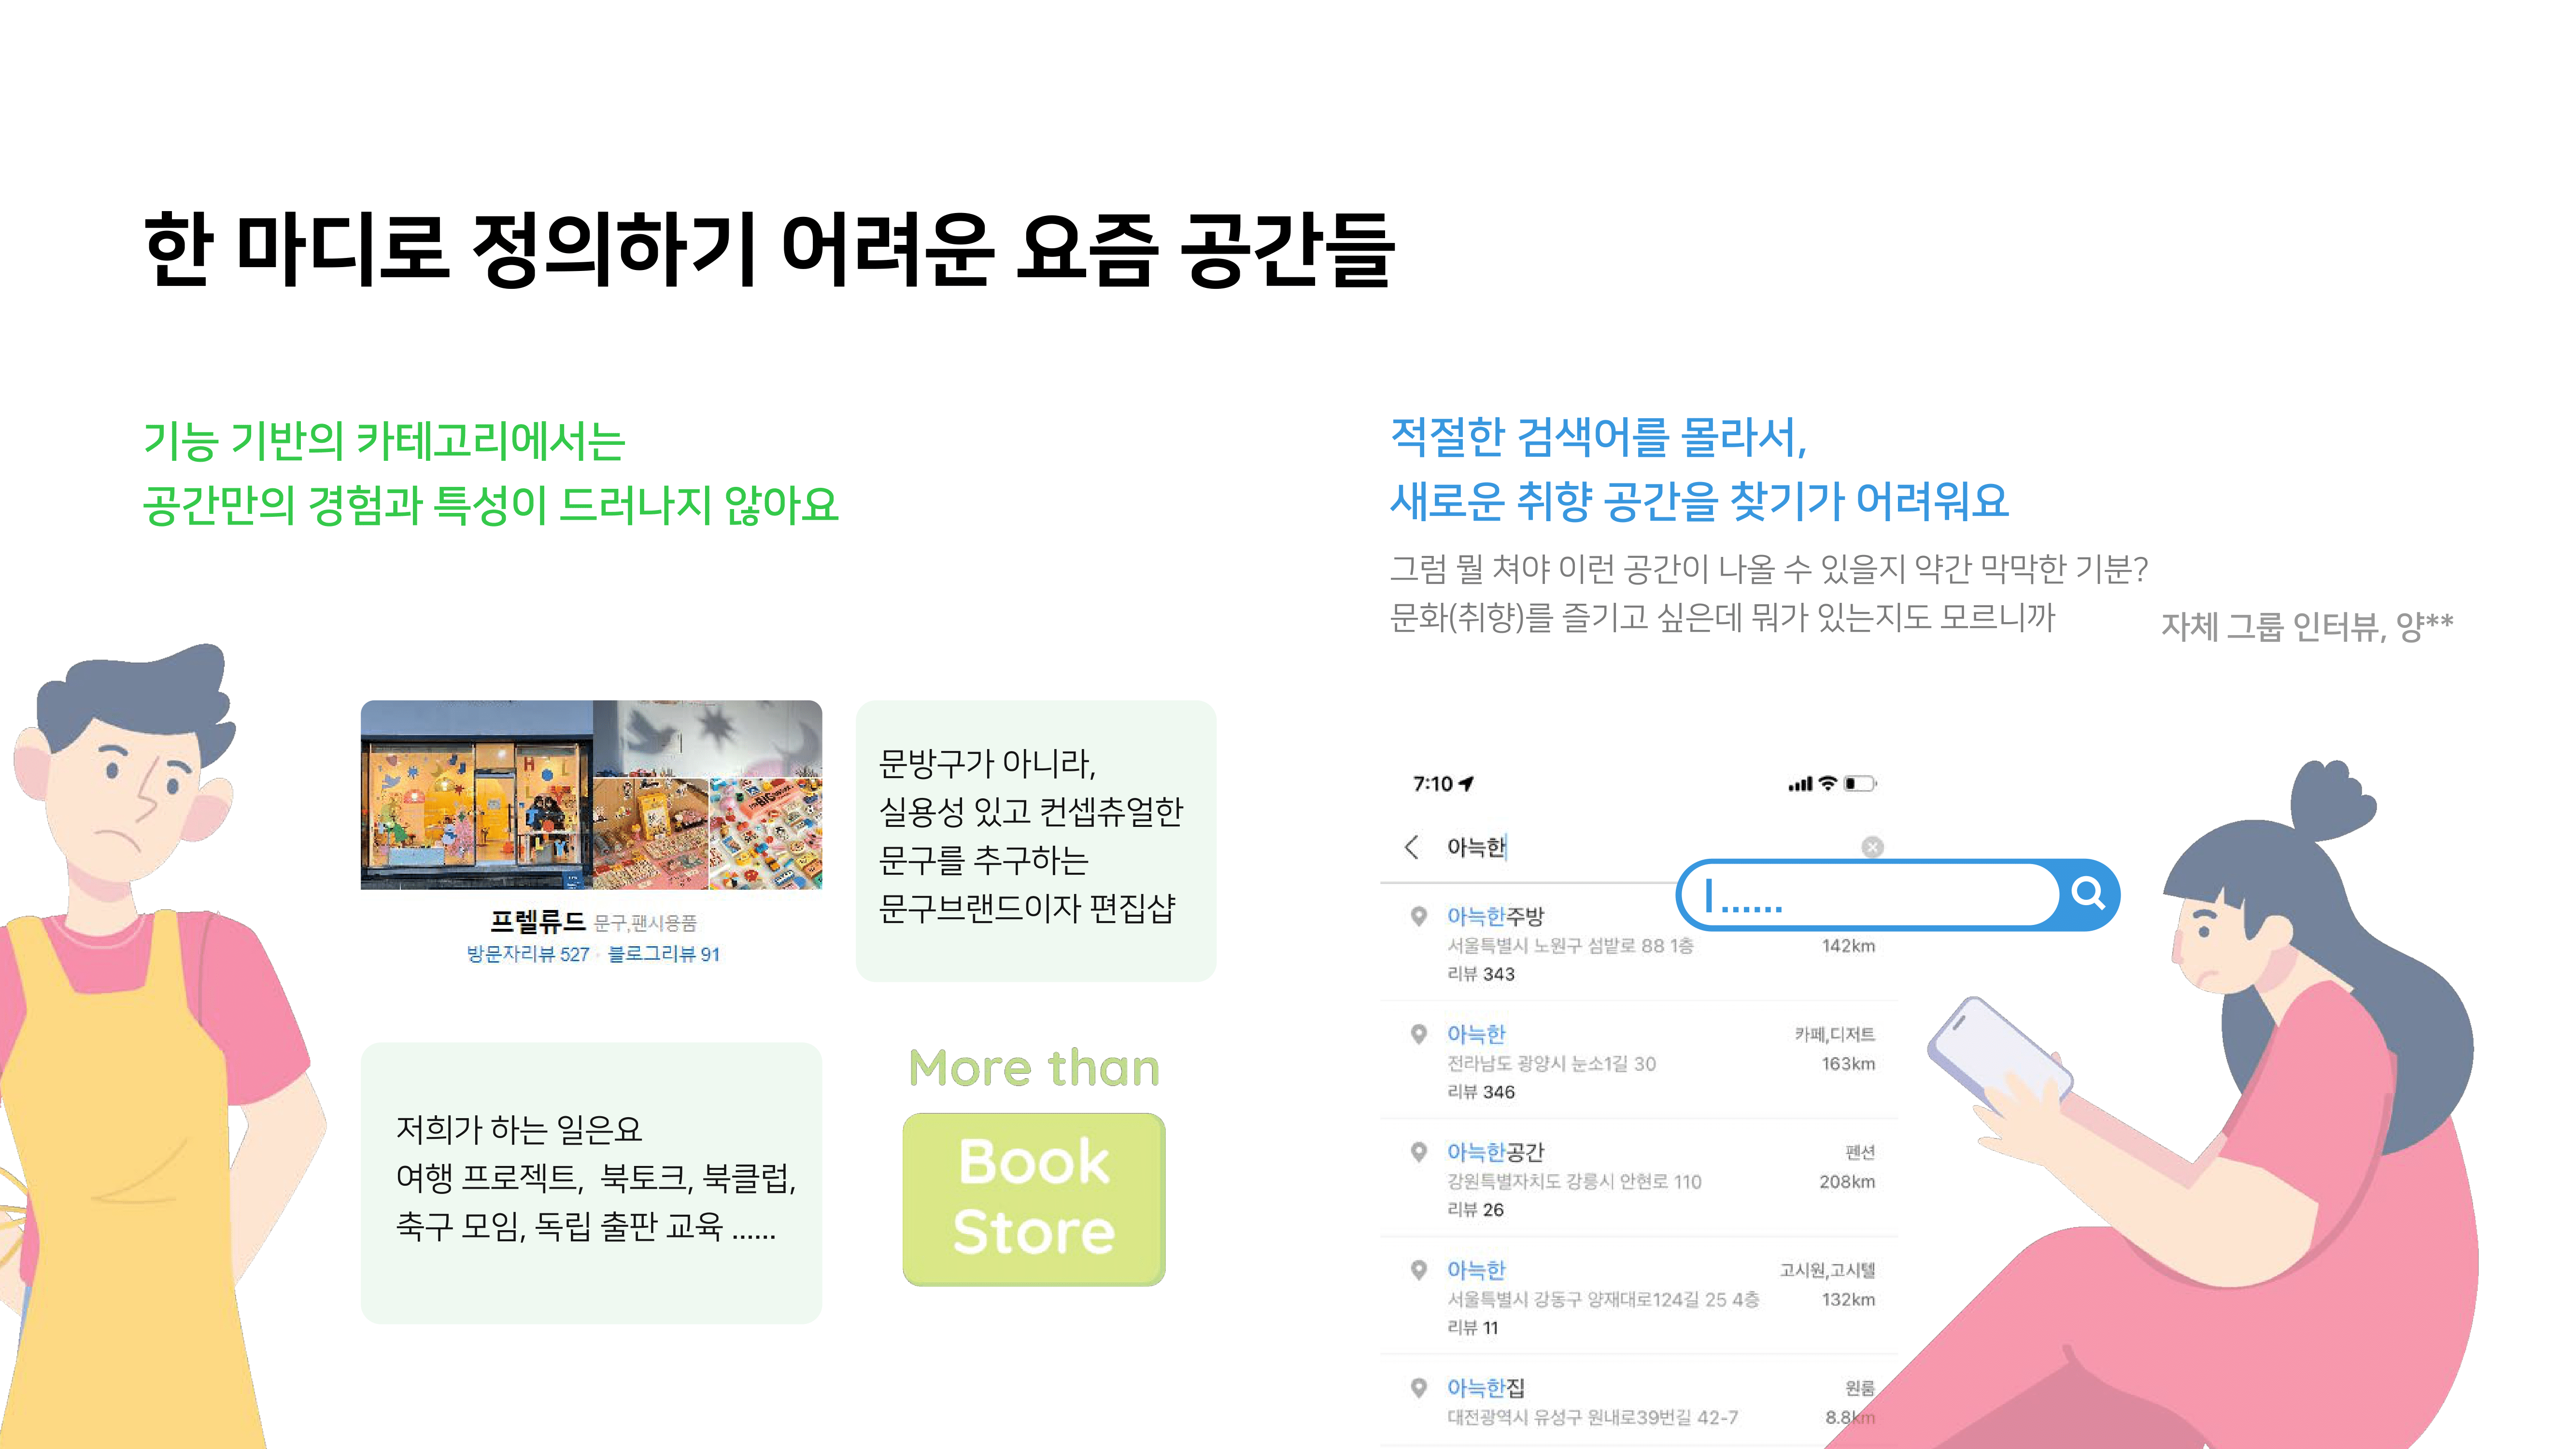 한 마디로 정의하기 어려운 요즘 공간들
기능 기반의 카테고리에서는
공간만의 경험과 특성이 드러나지 않아요
문방구가 아니라,
실용성 있고 컨셉츄얼한
문구를 추구하는
문구브랜드이자 편집샵
프렐류드 문구,팬시용품
방문자리뷰 527 · 블로그리뷰 91
저희가 하는 일은요
여행 프로젝트, 북토크, 북클럽,
축구 모임, 독립 출판 교육 ......
More than
Book
Store
적절한 검색어를 몰라서,
새로운 취향 공간을 찾기가 어려워요
그럼 뭘 쳐야 이런 공간이 나올 수 있을지 약간 막막한 기분?
문화(취향)를 즐기고 싶은데 뭐가 있는지도 모르니까
자체 그룹 인터뷰, 양**
7:10
아늑한
......
아늑한주방
서울특별시 노원구 섬밭로 88 1층 142km
리뷰 343
아늑한 카페,디저트
전라남도 광양시 눈소1길 30 163km
리뷰 346
아늑한공간 펜션
강원특별자치도 강릉시 안현로 110 208km
리뷰 26
아늑한 고시원,고시텔
서울특별시 강동구 양재대로124길 25 4층 132km
리뷰 11
아늑한집 원룸
대전광역시 유성구 원내로39번길 42-7 8.8km